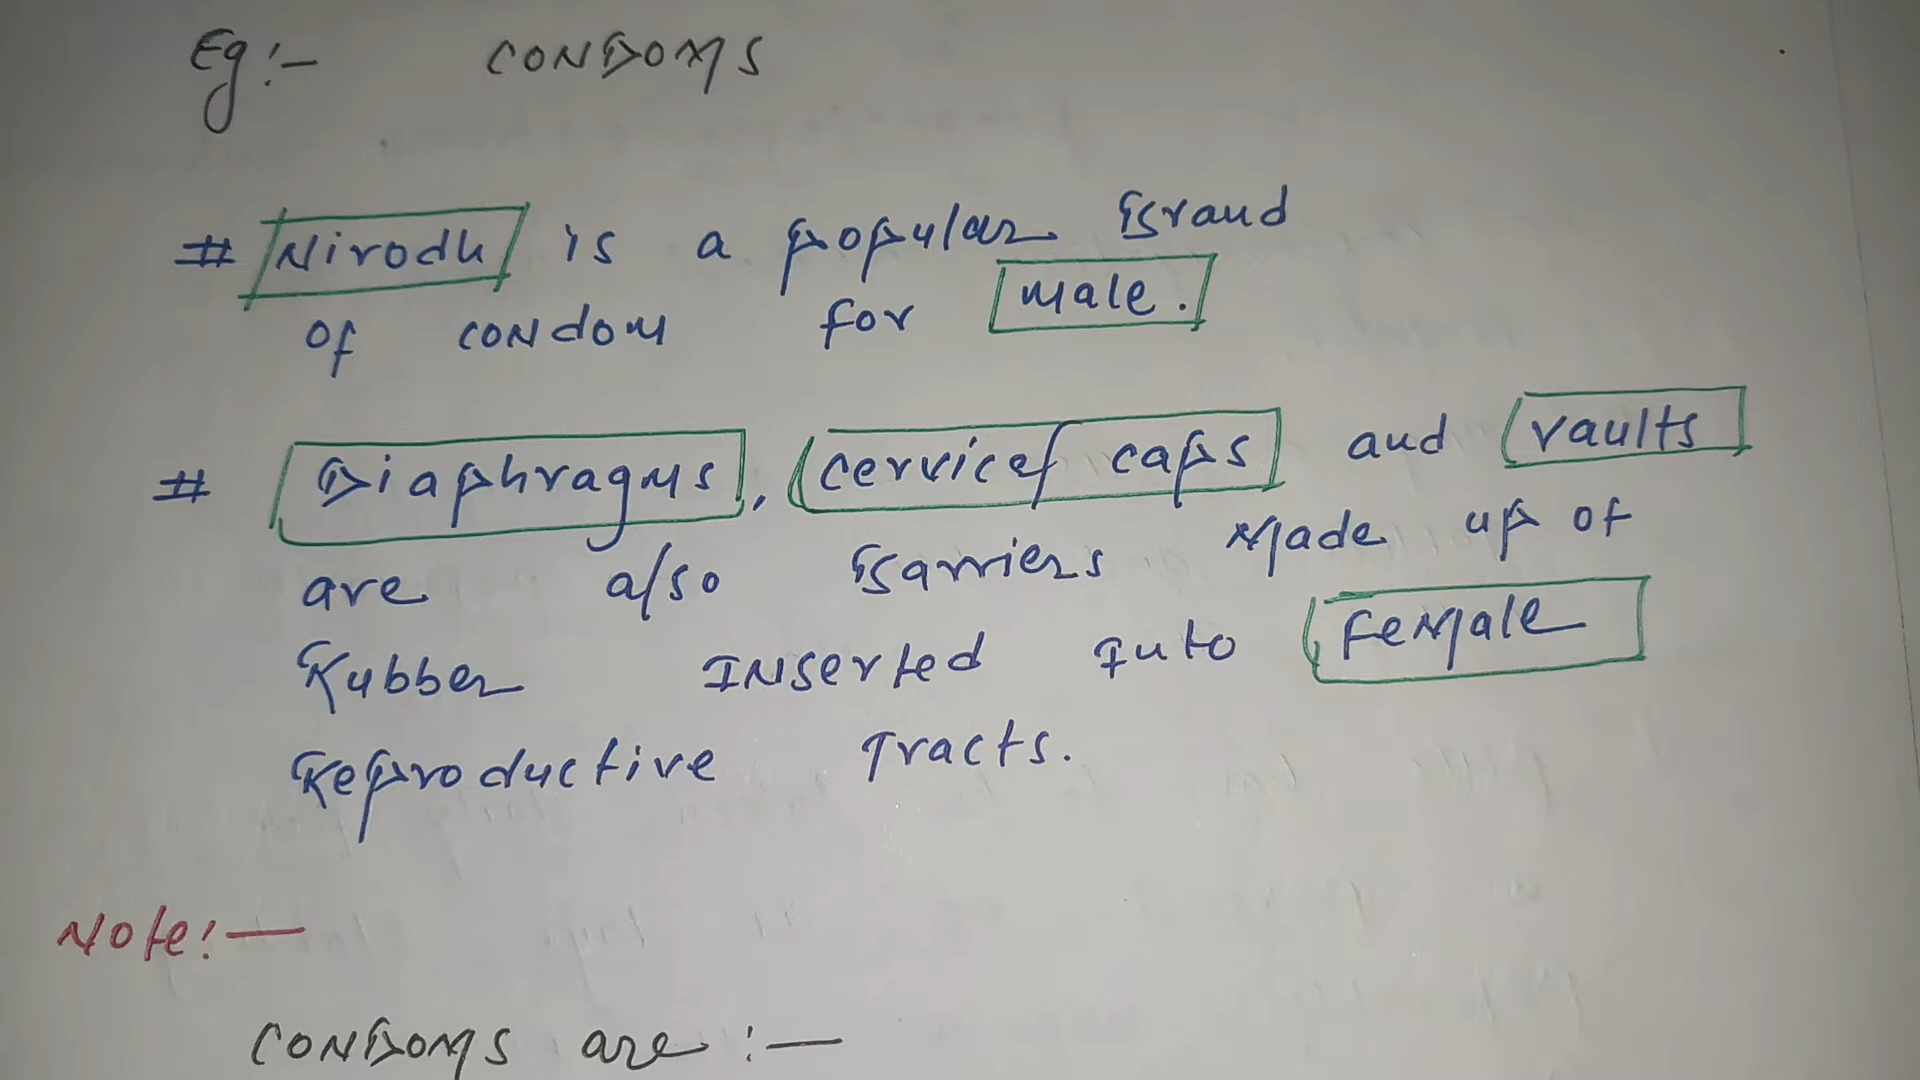 Eg:- CONDOMS
# Nirodh is a popular Brand
of condom for male.
# Diaphragms, cervical caps and vaults
are also Barriers Made up of
Rubber Inserted Into Female
Reproductive Tracts.
Note:-
CONDOMS are :-